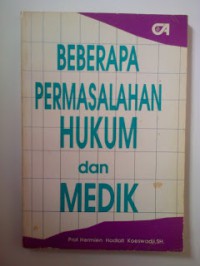 BEBERAPA
PERMASALAHAN
HUKUM
dan
MEDIK
Prof. Hermien Hadiati Koeswadji, SH.